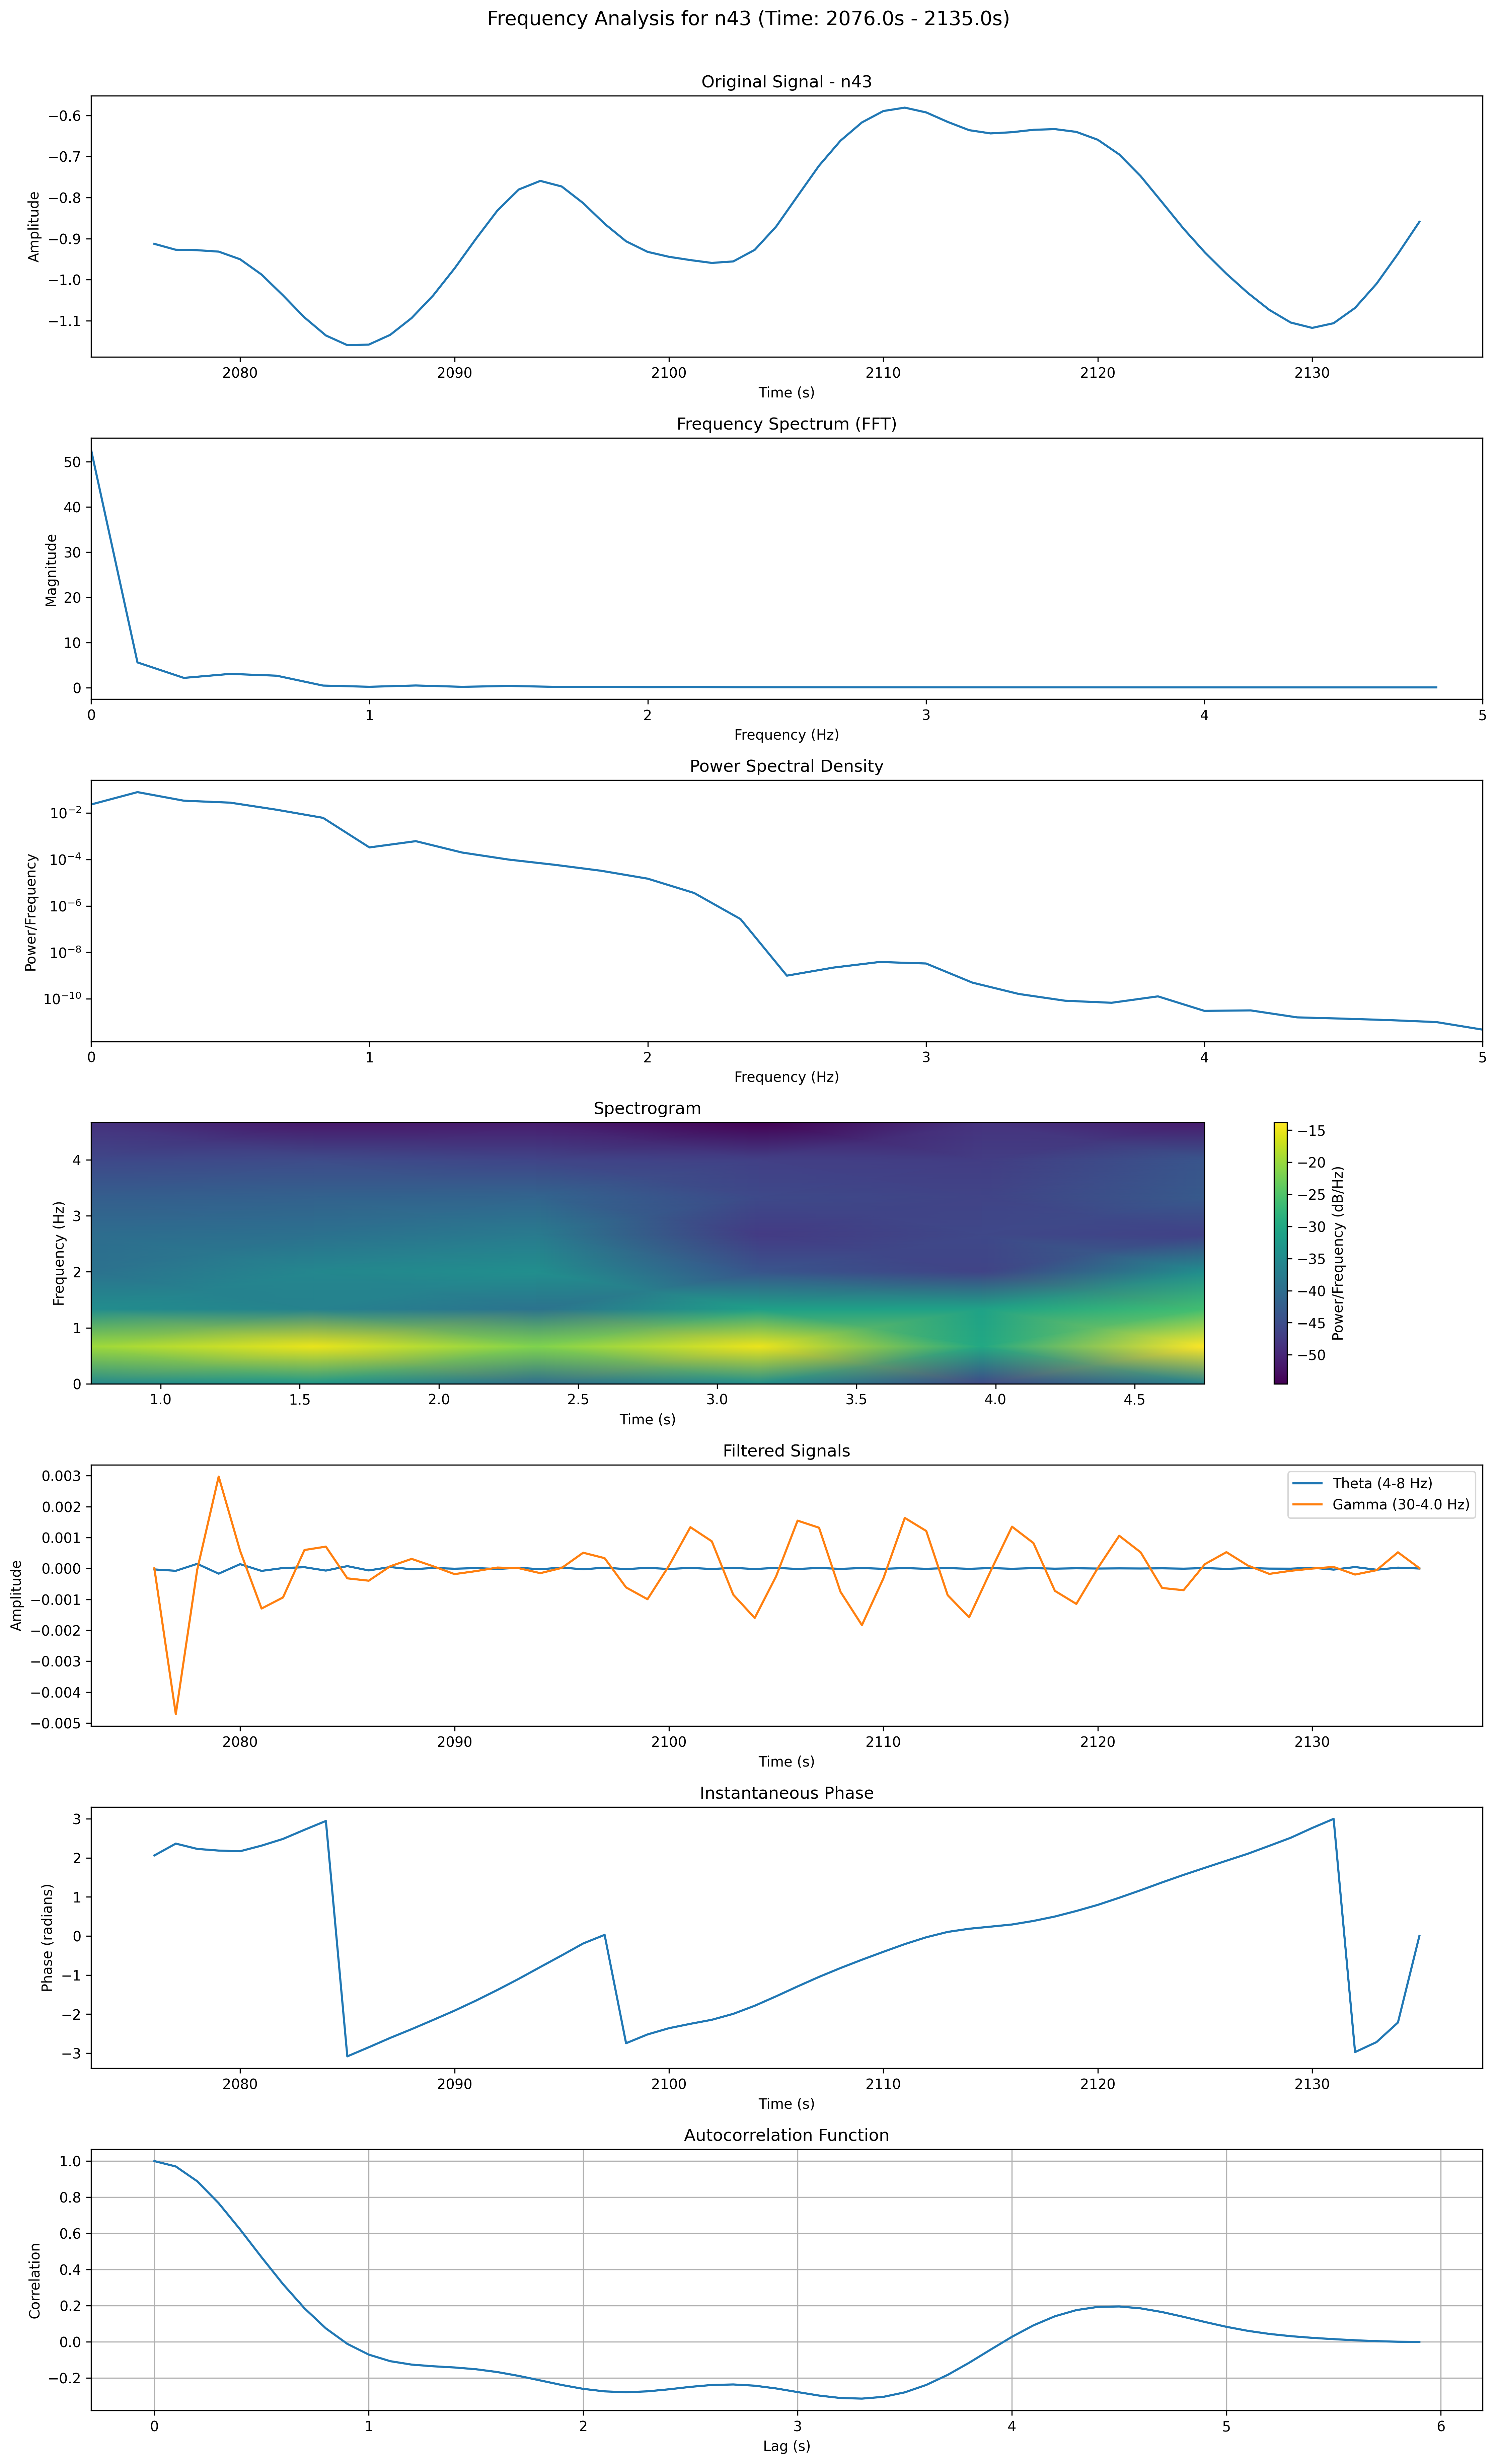 Frequency Analysis for n43 (Time: 2076.0s - 2135.0s)
Original Signal - n43
Amplitude
−0.6
−0.7
−0.8
−0.9
−1.0
−1.1
2080 2090 2100 2110 2120 2130
Time (s)
Frequency Spectrum (FFT)
Magnitude
50
40
30
20
10
0
0 1 2 3 4 5
Frequency (Hz)
Power Spectral Density
Power/Frequency
10⁻²
10⁻⁴
10⁻⁶
10⁻⁸
10⁻¹⁰
0 1 2 3 4 5
Frequency (Hz)
Spectrogram
Frequency (Hz)
4
3
2
1
0
1.0 1.5 2.0 2.5 3.0 3.5 4.0 4.5
Time (s)
−15
−20
−25
−30
−35
−40
−45
−50
Power/Frequency (dB/Hz)
Filtered Signals
Amplitude
0.003
0.002
0.001
0.000
−0.001
−0.002
−0.003
−0.004
−0.005
Theta (4-8 Hz)
Gamma (30-4.0 Hz)
2080 2090 2100 2110 2120 2130
Time (s)
Instantaneous Phase
Phase (radians)
3
2
1
0
−1
−2
−3
2080 2090 2100 2110 2120 2130
Time (s)
Autocorrelation Function
Correlation
1.0
0.8
0.6
0.4
0.2
0.0
−0.2
0 1 2 3 4 5 6
Lag (s)